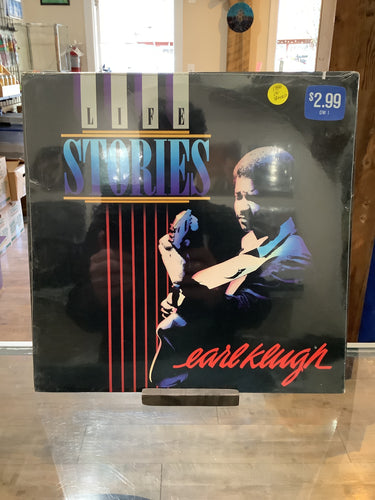 LIFE
STORIES
$2.99
earl klugh